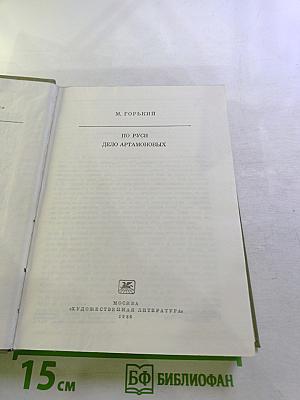 М. ГОРЬКИЙ
ПО РУСИ
ДЕЛО АРТАМОНОВЫХ
МОСКВА
«ХУДОЖЕСТВЕННАЯ ЛИТЕРАТУРА»
15 см
БФ БИБЛИОФАН